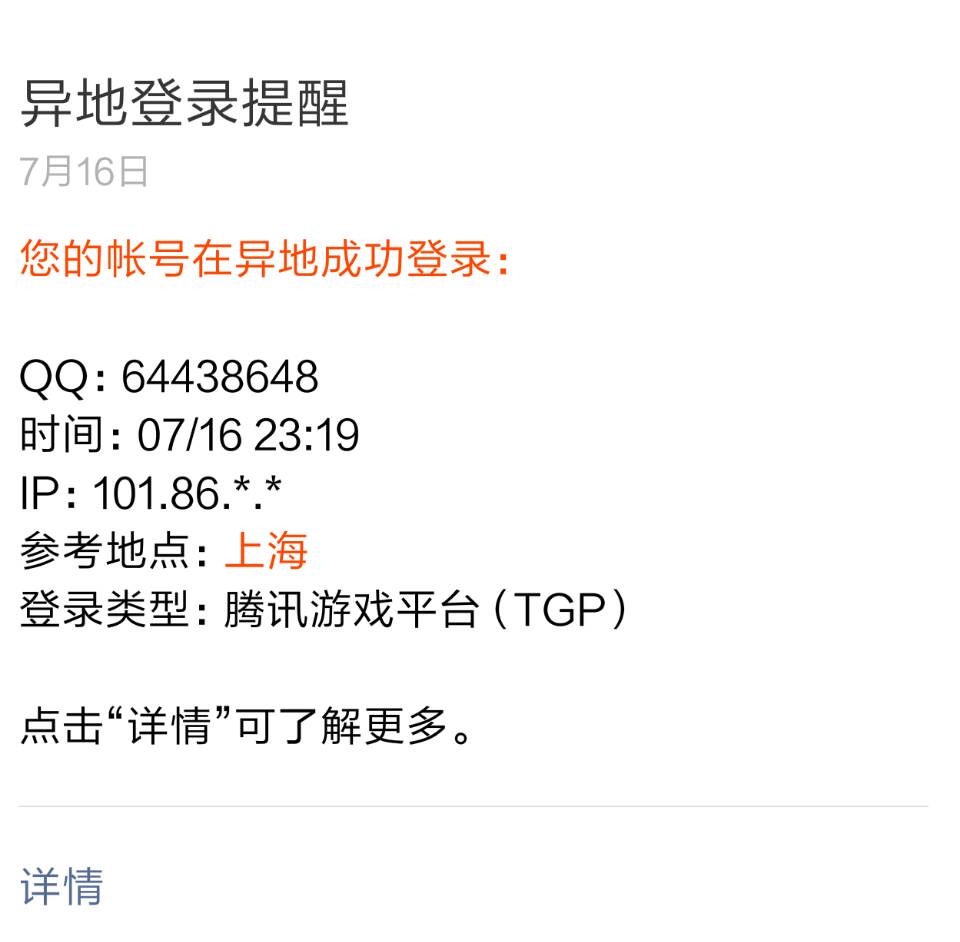 异地登录提醒
7月16日
您的帐号在异地成功登录：
QQ：64438648
时间：07/16 23:19
IP：101.86.*.*
参考地点：上海
登录类型：腾讯游戏平台（TGP）
点击“详情”可了解更多。
详情